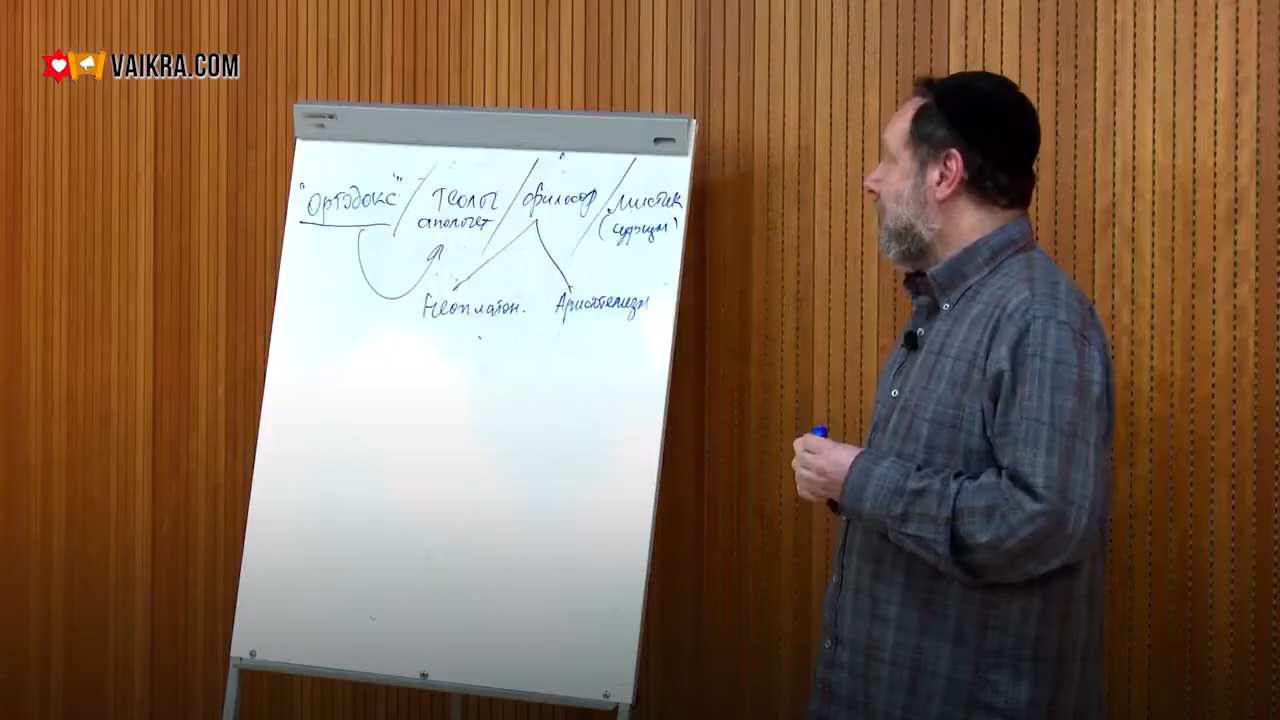 VAIKRA.COM
"ортодокс" / теолог / философ / мистик
апологет (суфизм)
Неоплатон. Аристотелизм